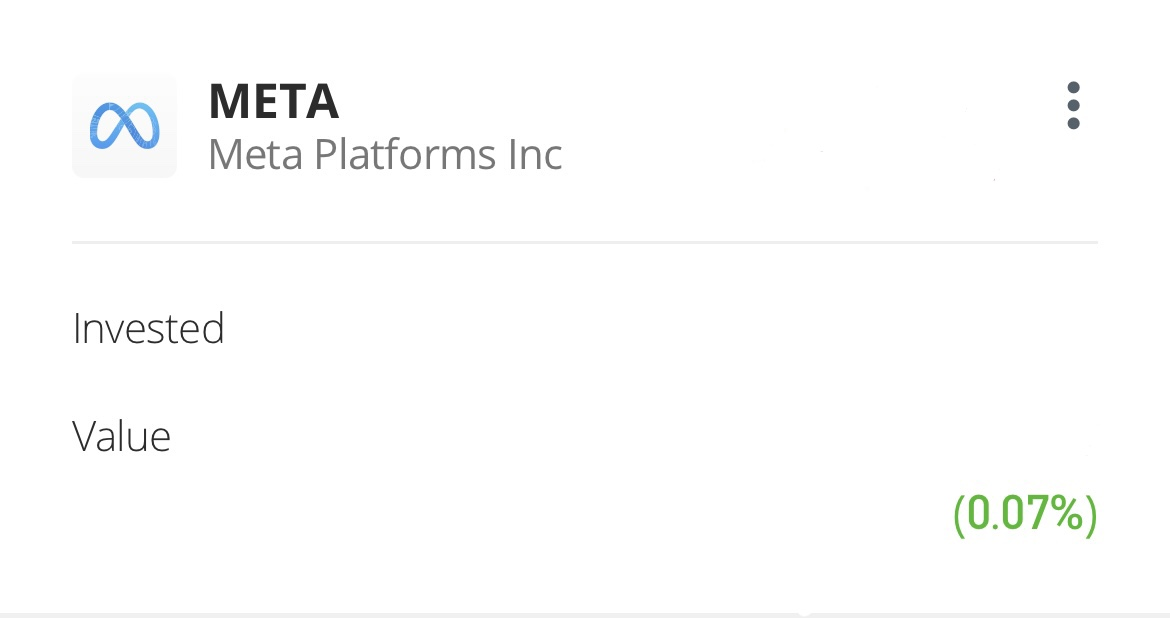 META
Meta Platforms Inc
Invested
Value
(0.07%)